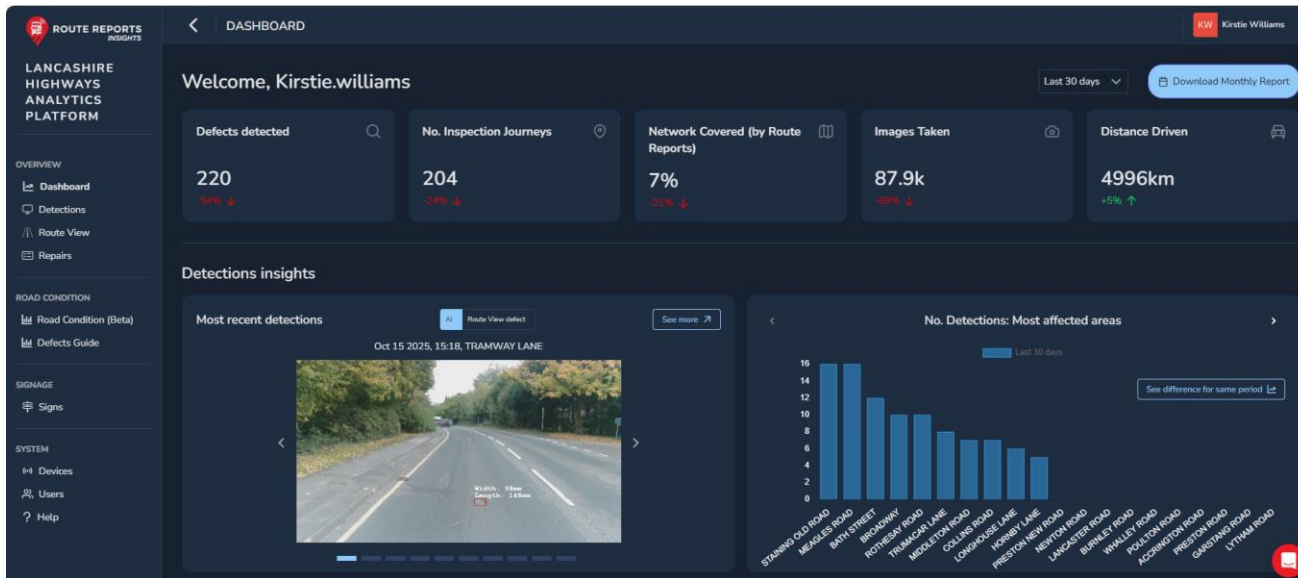 ROUTE REPORTS
INSIGHTS
LANCASHIRE
HIGHWAYS
ANALYTICS
PLATFORM
OVERVIEW
Dashboard
Detections
Route View
Repairs
ROAD CONDITION
Road Condition (Beta)
Defects Guide
SIGNAGE
Signs
SYSTEM
Devices
Users
Help
DASHBOARD
KW Kirstie Williams
Welcome, Kirstie.williams
Last 30 days
Download Monthly Report
Defects detected
220
-54% ↓
No. Inspection Journeys
204
-24% ↓
Network Covered (by Route
Reports)
7%
-21% ↓
Images Taken
87.9k
-69% ↓
Distance Driven
4996km
+5% ↑
Detections insights
Most recent detections
AI Route View defect
See more
Oct 15 2025, 15:18, TRAMWAY LANE
Width:
Length:
No. Detections: Most affected areas
Last 30 days
See difference for same period
16
14
12
10
8
6
4
2
0
STAINING OLD ROAD
MEAGLES ROAD
BATH STREET
BROADWAY
ROTHESAY ROAD
TRUMACAR LANE
MIDDLETON ROAD
COLLINS ROAD
LONGHOUSE LANE
HORNBY LANE
PRESTON NEW ROAD
NEWTON ROAD
LANCASTER ROAD
BURNLEY ROAD
WHALLEY ROAD
POULTON ROAD
ACCRINGTON ROAD
PRESTON ROAD
GARSTANG ROAD
LYTHAM ROAD